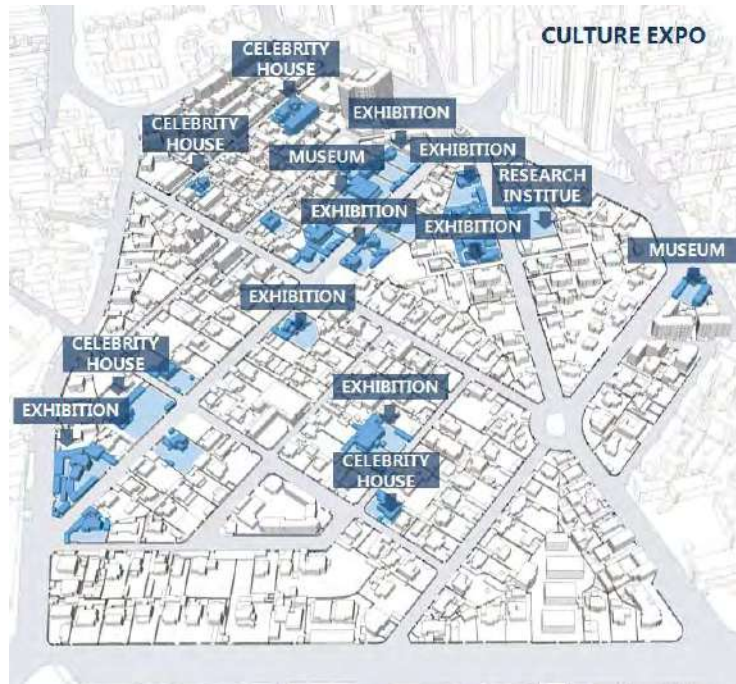 CULTURE EXPO
CELEBRITY
HOUSE
EXHIBITION
CELEBRITY
HOUSE
MUSEUM
EXHIBITION
RESEARCH
INSTITUE
EXHIBITION
EXHIBITION
MUSEUM
EXHIBITION
CELEBRITY
HOUSE
EXHIBITION
EXHIBITION
CELEBRITY
HOUSE